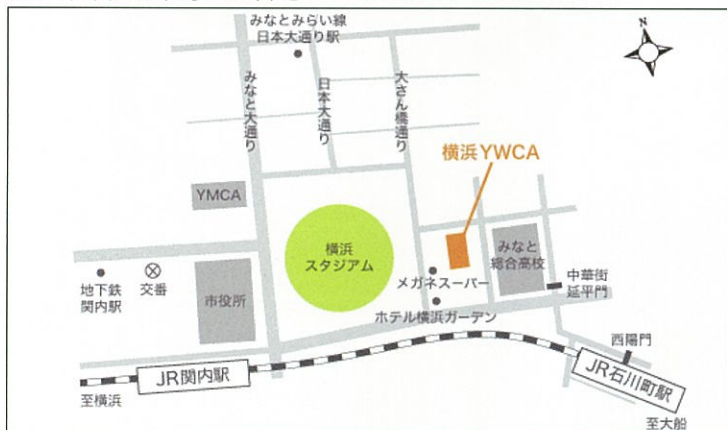 みなとみらい線
日本大通り駅
N
みなと大通り
日本大通り
大さん橋通り
横浜YWCA
YMCA
横浜
スタジアム
みなと
総合高校
地下鉄
関内駅
交番
市役所
メガネスーパー
ホテル横浜ガーデン
中華街
延平門
西陽門
JR関内駅
JR石川町駅
至横浜
至大船